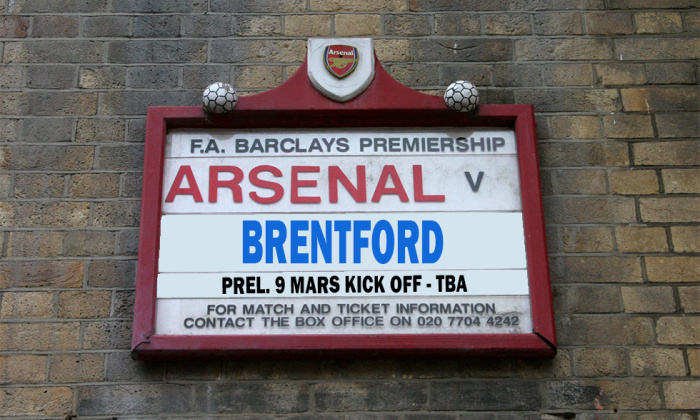 Arsenal
F.A. BARCLAYS PREMIERSHIP
ARSENAL V
BRENTFORD
PREL. 9 MARS KICK OFF - TBA
FOR MATCH AND TICKET INFORMATION
CONTACT THE BOX OFFICE ON 020 7704 4242